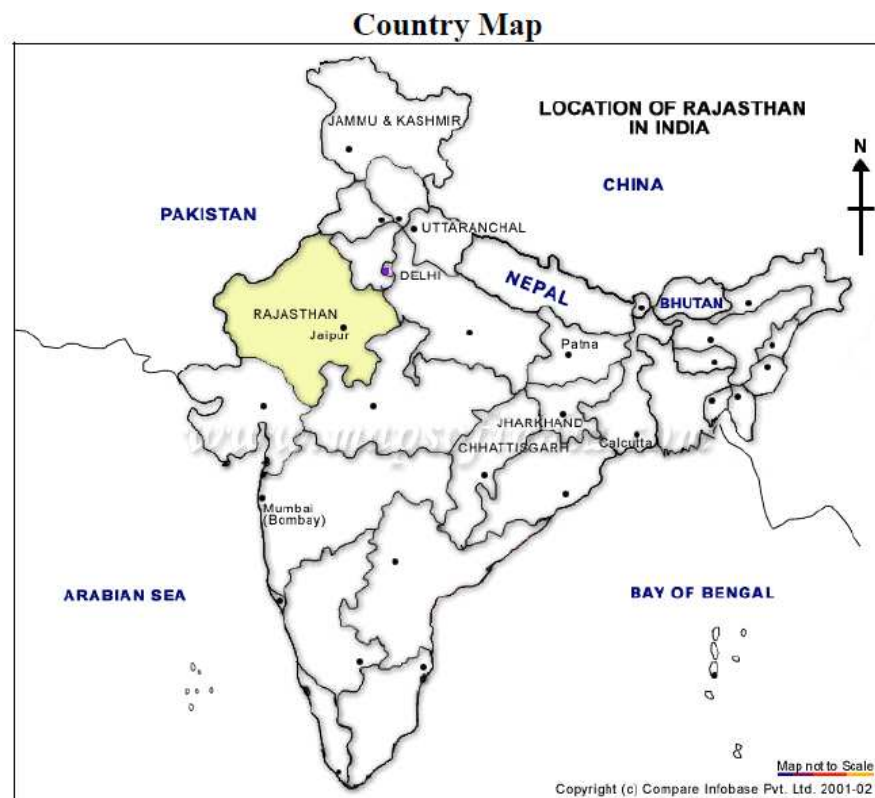 Country Map
LOCATION OF RAJASTHAN
IN INDIA
JAMMU & KASHMIR
N
CHINA
PAKISTAN
UTTARANCHAL
DELHI
NEPAL
BHUTAN
RAJASTHAN
Jaipur
Patna
JHARKHAND
CHHATTISGARH
Calcutta
Mumbai
(Bombay)
ARABIAN SEA
BAY OF BENGAL
Map not to Scale
Copyright (c) Compare Infobase Pvt. Ltd. 2001-02